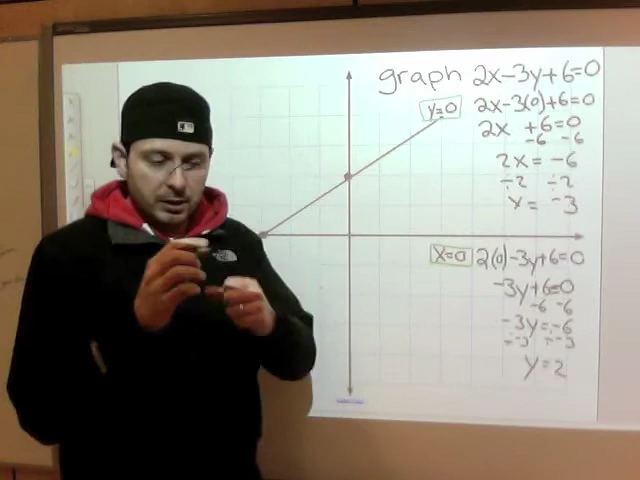 graph 2x-3y+6=0
y=0 2x-3(0)+6=0
2x +6=0
-6 -6
2x = -6
÷2 ÷2
x = -3
x=0 2(0)-3y+6=0
-3y+6=0
-6 -6
-3y=-6
÷-3 ÷-3
y=2